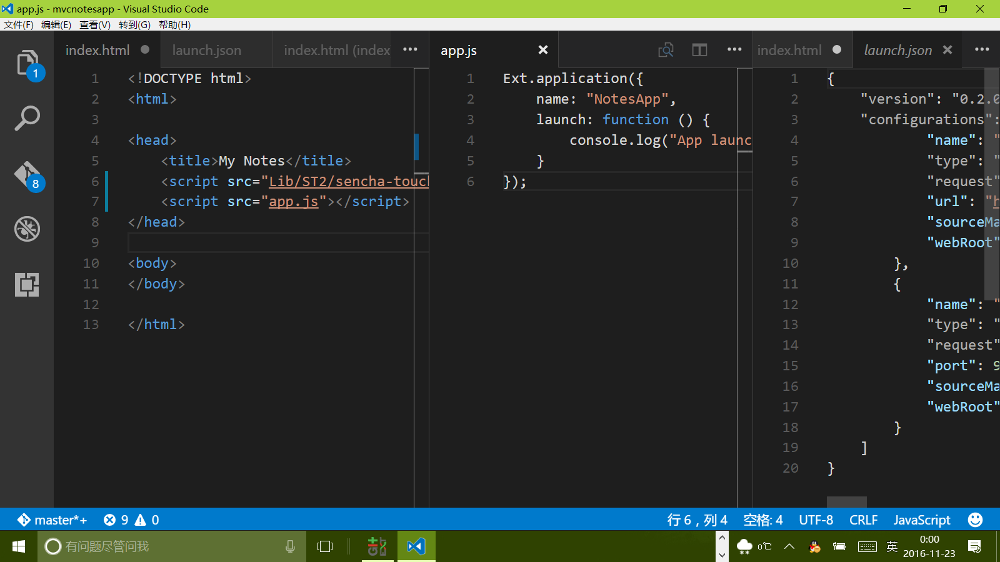 app.js - mvcnotesapp - Visual Studio Code
文件(F) 编辑(E) 查看(V) 转到(G) 帮助(H)
index.html launch.json index.html (index
1 <!DOCTYPE html>
2 <html>
3
4 <head>
5 <title>My Notes</title>
6 <script src="Lib/ST2/sencha-touc
7 <script src="app.js"></script>
8 </head>
9
10 <body>
11 </body>
12
13 </html>
app.js
1 Ext.application({
2 name: "NotesApp",
3 launch: function () {
4 console.log("App launc
5 }
6 });
index.html launch.json
1 {
2 "version": "0.2.0
3 "configurations":
4 "name": "
5 "type": "
6 "request"
7 "url": "h
8 "sourceMa
9 "webRoot"
10 },
11 {
12 "name": "
13 "type": "
14 "request"
15 "port": 9
16 "sourceMa
17 "webRoot"
18 }
19 ]
20 }
1
8
master*+ 9 0 行 6，列 4 空格: 4 UTF-8 CRLF JavaScript
有问题尽管问我
Git
Ext
0℃
英
0:00
2016-11-23